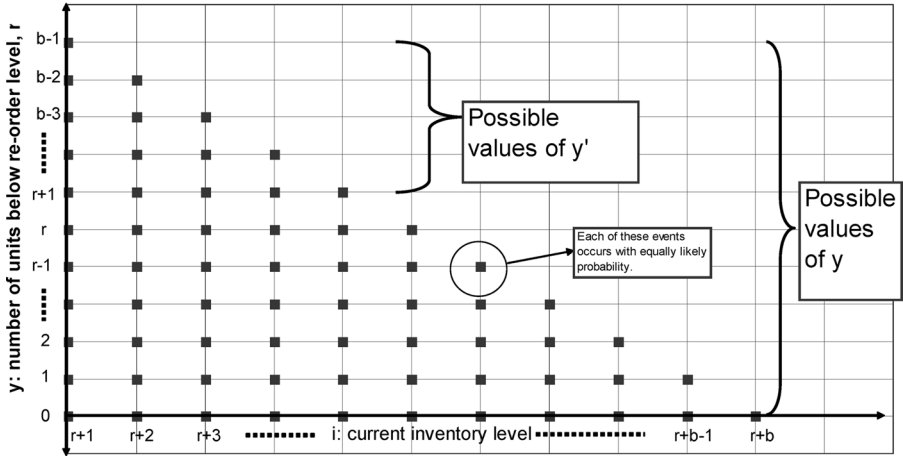 y: number of units below re-order level, r
b-1
b-2
b-3
r+1
r
r-1
2
1
0
Possible
values of y'
Each of these events
occurs with equally likely
probability.
Possible
values
of y
r+1
r+2
r+3
i: current inventory level
r+b-1
r+b